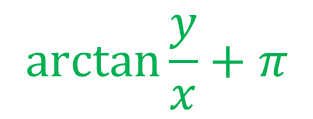 arctan y/x + π